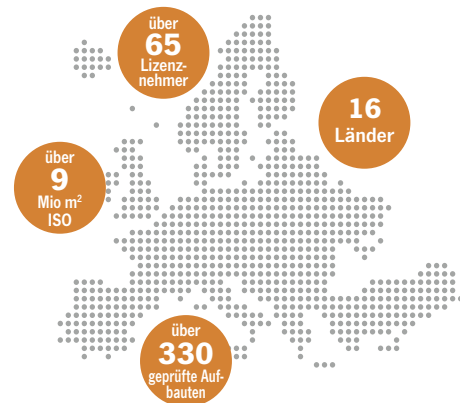 über
65
Lizenz-
nehmer
16
Länder
über
9
Mio m²
ISO
über
330
geprüfte Auf-
bauten